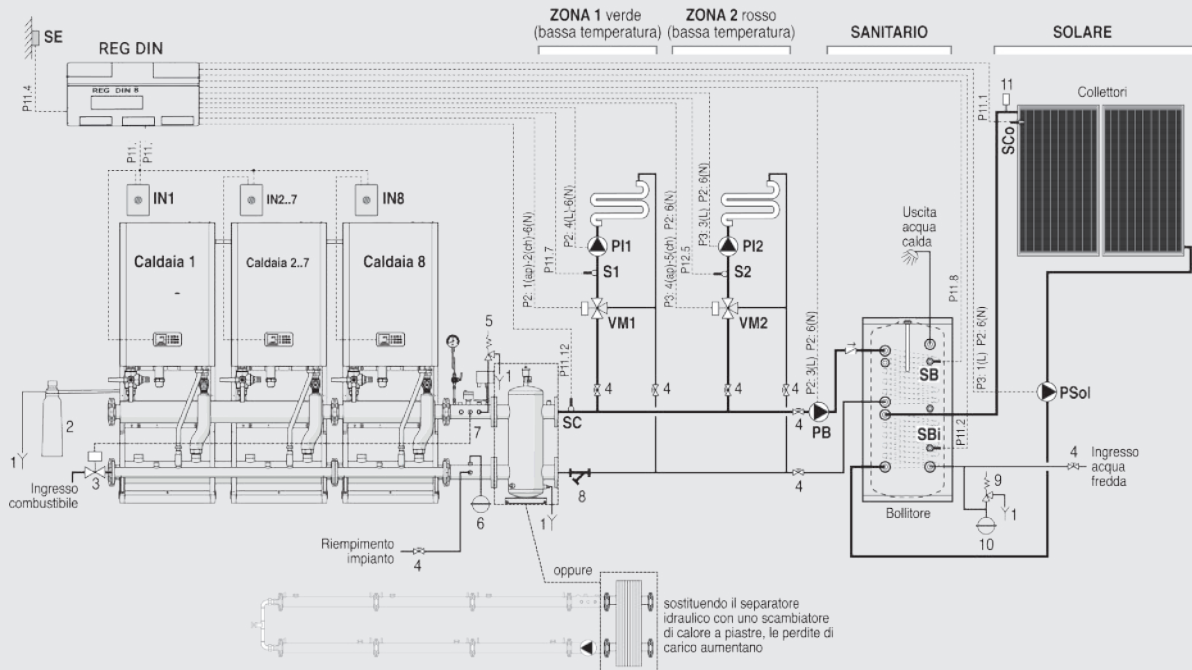 SE
REG DIN
REG DIN 8
P11.4
P11.
P11.
ZONA 1 verde
(bassa temperatura)
ZONA 2 rosso
(bassa temperatura)
SANITARIO
SOLARE
IN1
IN2..7
IN8
Caldaia 1
Caldaia 2..7
Caldaia 8
P2: 1(ap)-2(ch)-6(N)
P11.7
P2: 4(L)-6(N)
PI1
S1
VM1
P3: 4(ap)-5(ch) P2: 6(N)
P12.5
P3: 3(L) P2: 6(N)
PI2
S2
VM2
P11.12
P2: 3(L) P2: 6(N)
Uscita
acqua
calda
P11.8
P3: 1(L) P2: 6(N)
P11.1
11
Collettori
SCo
SB
SBi
P11.2
PSol
Bollitore
4
Ingresso
acqua
fredda
9
1
10
5
1
7
SC
4
4
4
4
4
PB
4
8
1
6
2
1
3
Ingresso
combustibile
Riempimento
impianto
4
oppure
sostituendo il separatore
idraulico con uno scambiatore
di calore a piastre, le perdite di
carico aumentano